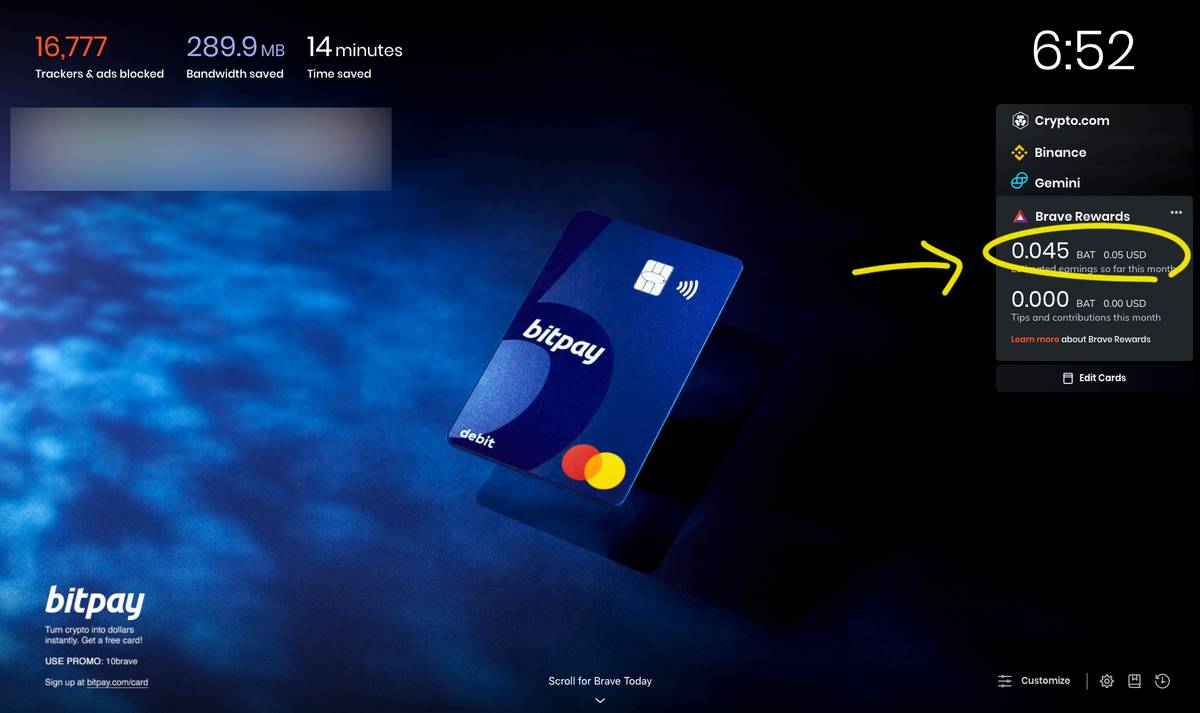 16,777
Trackers & ads blocked
289.9 MB
Bandwidth saved
14 minutes
Time saved
6:52
Crypto.com
Binance
Gemini
Brave Rewards
0.045 BAT 0.05 USD
Estimated earnings so far this month
0.000 BAT 0.00 USD
Tips and contributions this month
Learn more about Brave Rewards
Edit Cards
bitpay
debit
bitpay
Turn crypto into dollars
instantly. Get a free card!
USE PROMO: 10brave
Sign up at bitpay.com/card
Scroll for Brave Today
Customize